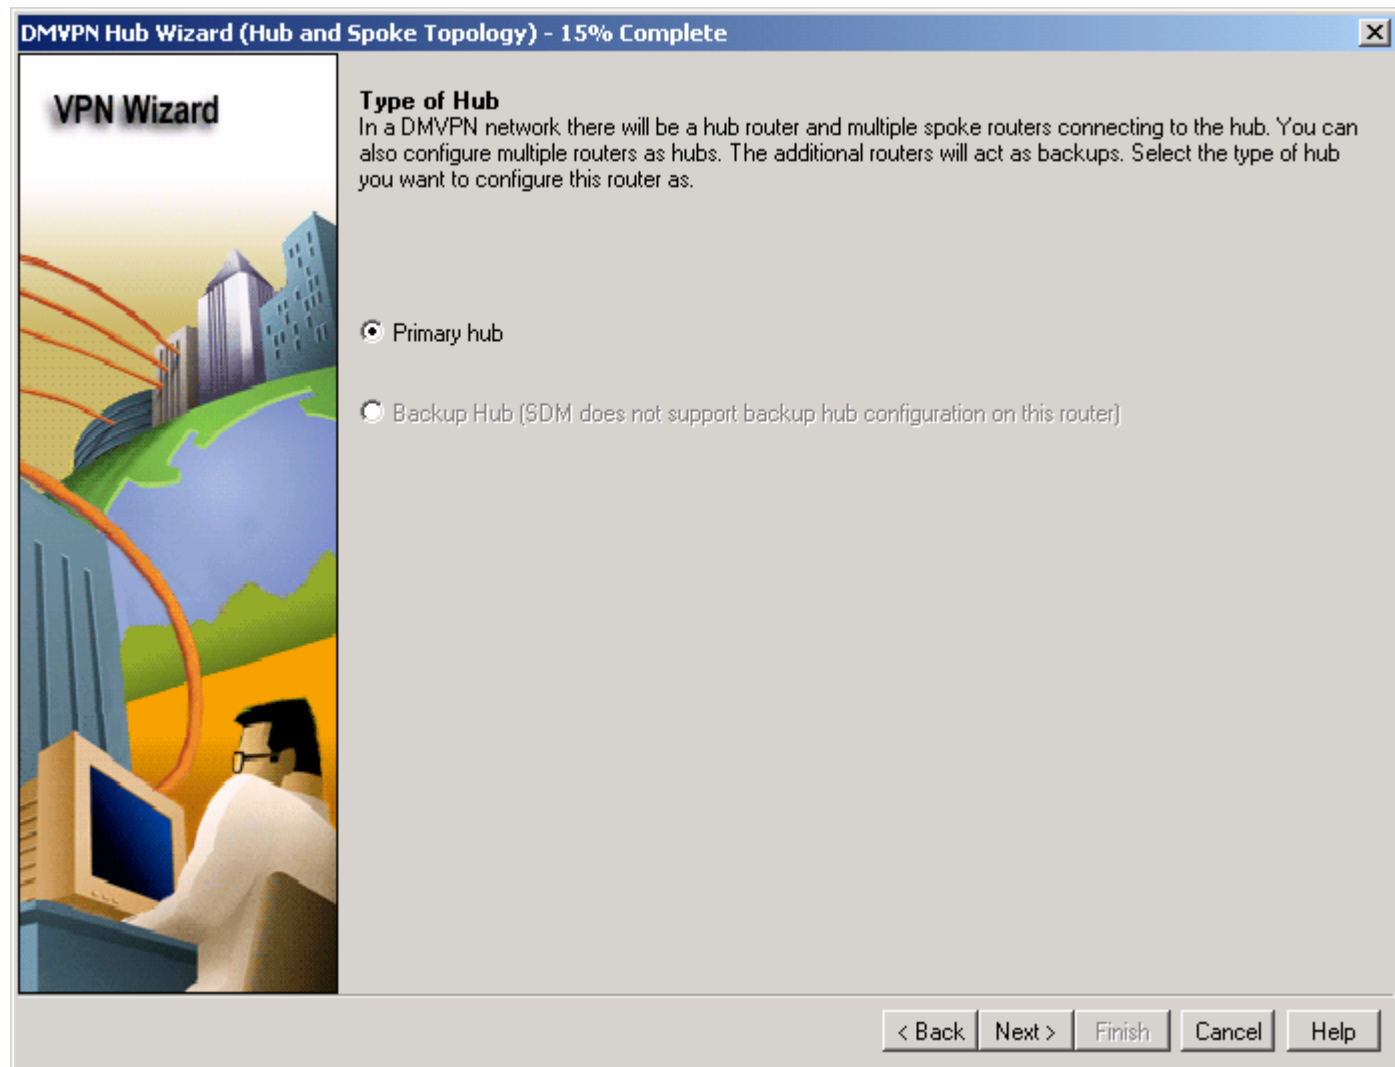 DMVPN Hub Wizard (Hub and Spoke Topology) - 15% Complete
VPN Wizard
Type of Hub
In a DMVPN network there will be a hub router and multiple spoke routers connecting to the hub. You can
also configure multiple routers as hubs. The additional routers will act as backups. Select the type of hub
you want to configure this router as.
Primary hub
Backup Hub (SDM does not support backup hub configuration on this router)
< Back Next > Finish Cancel Help